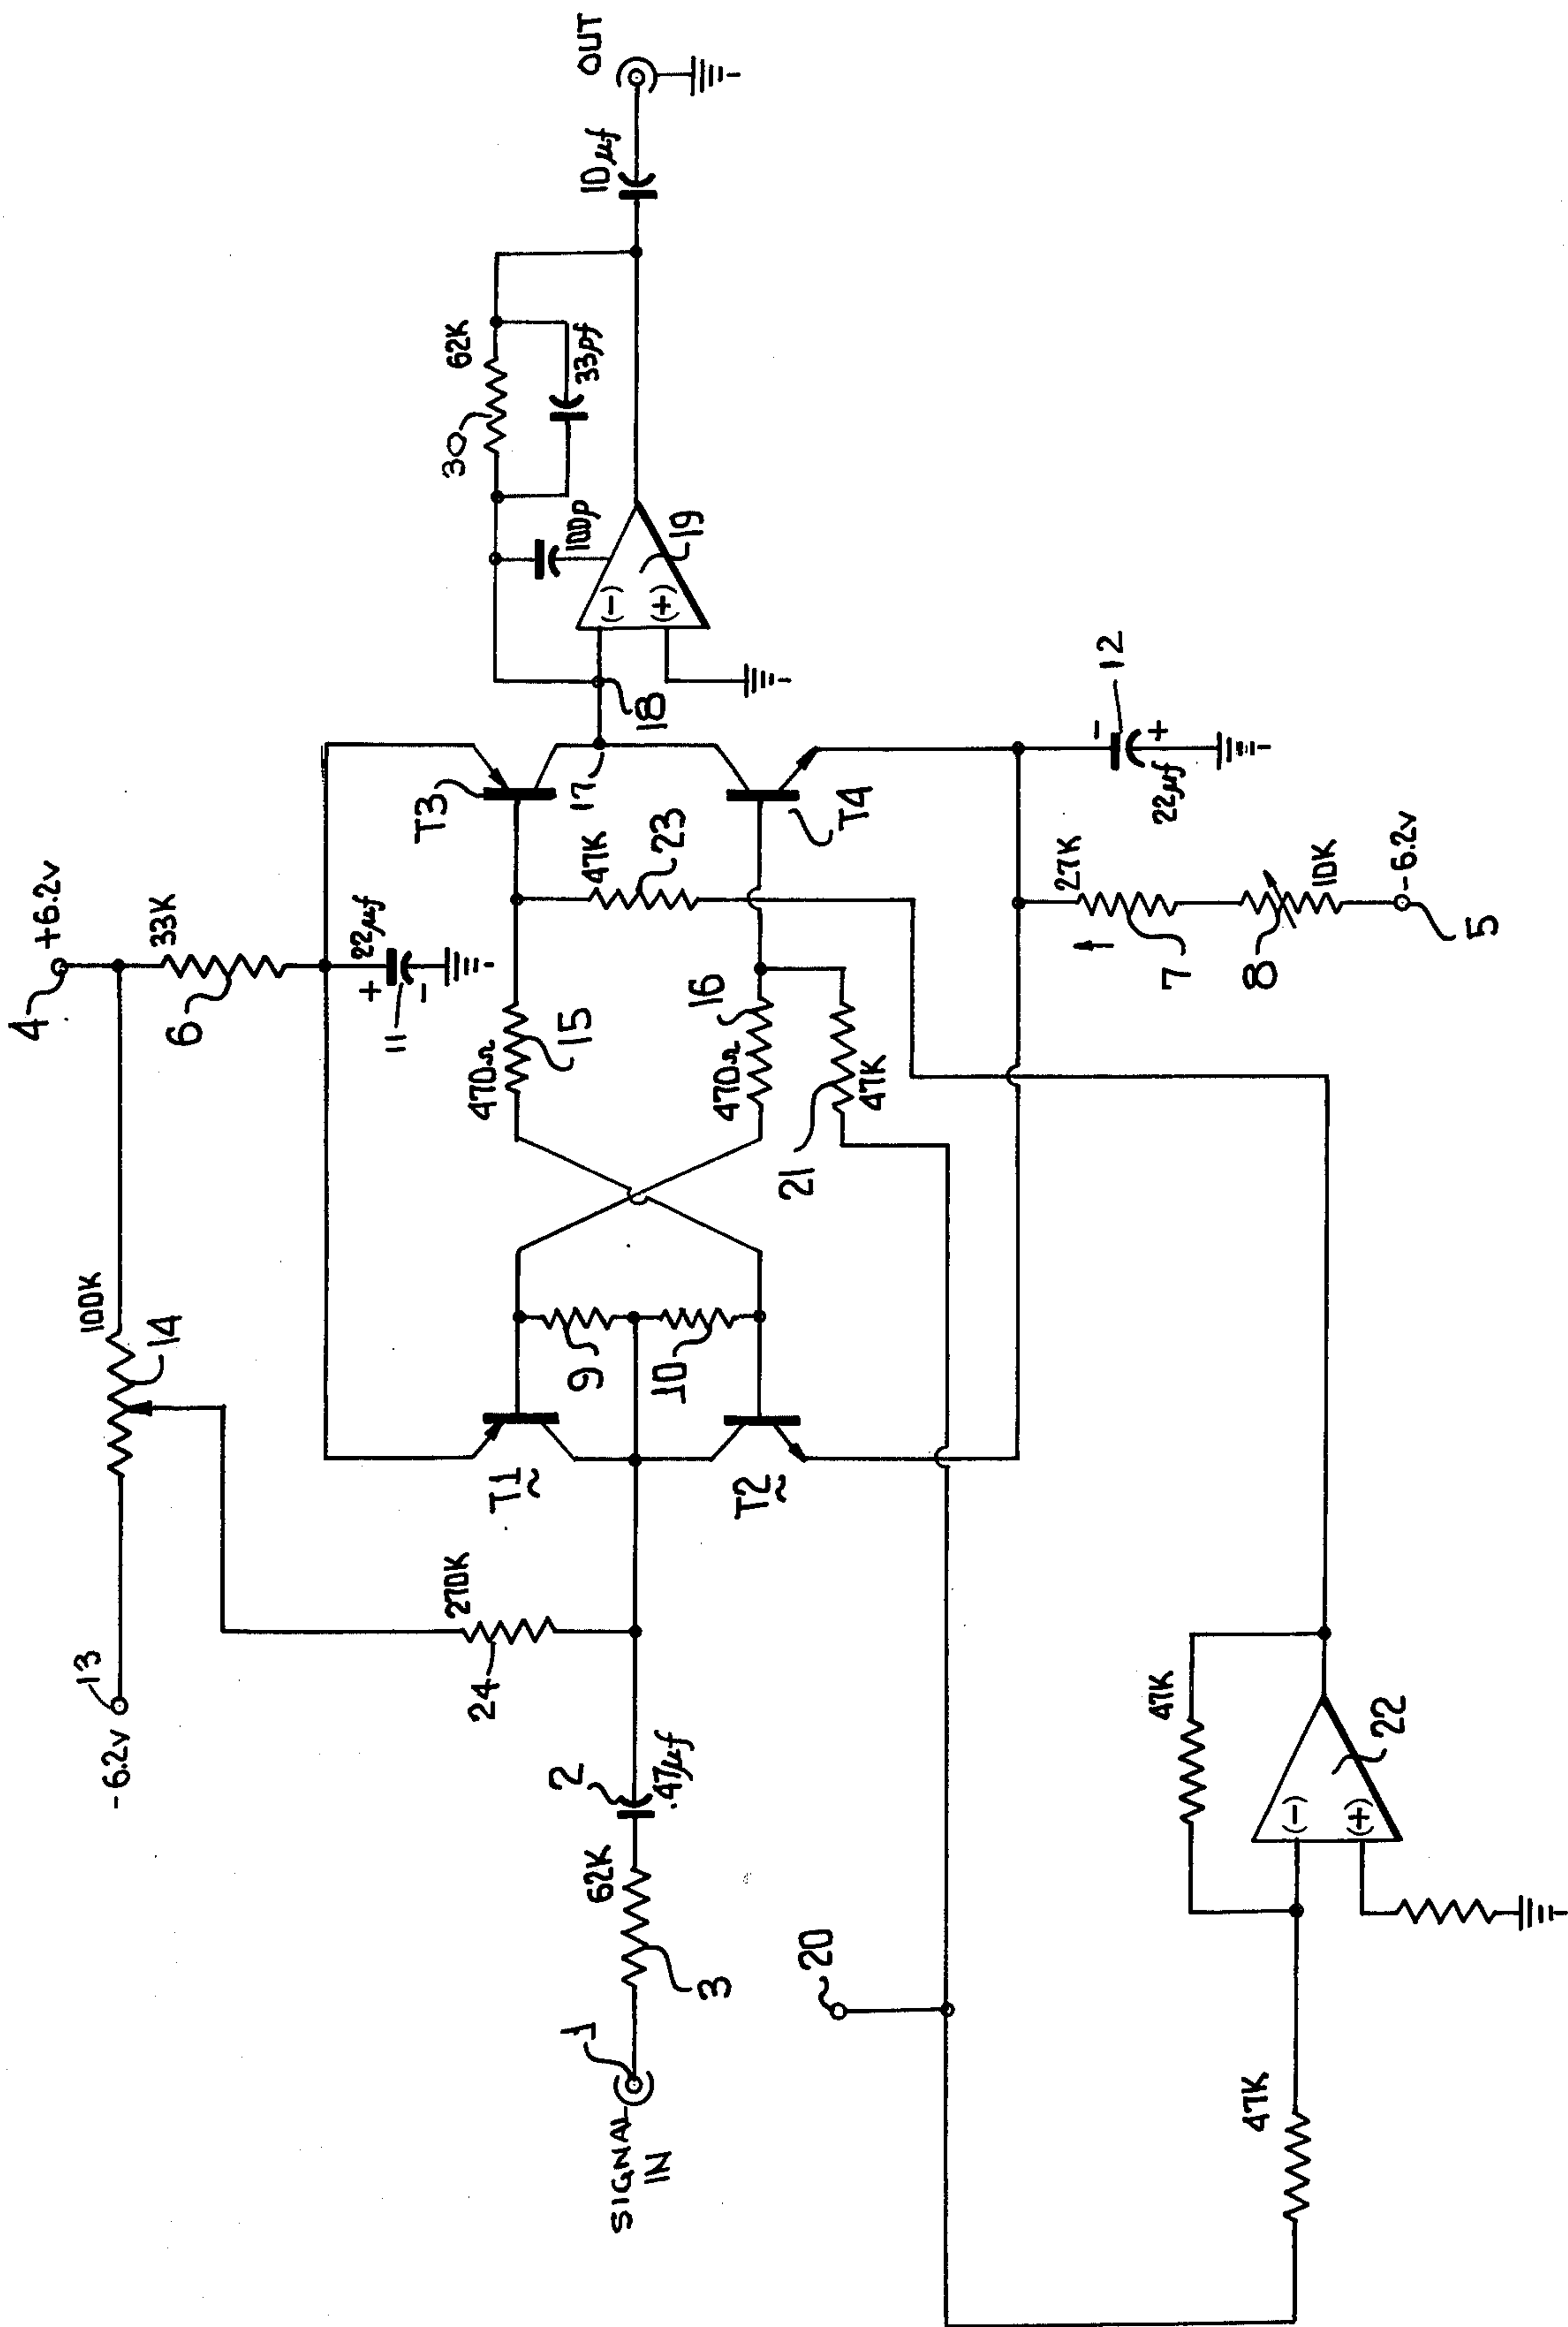 4
+6.2v
33K
6
100K
14
-6.2v
13
22µf
+
-
11
270K
24
T1
T2
9
10
470Ω
15
470Ω
16
47K
21
T3
47K
23
T4
17
18
62K
30
33pf
100p
(-)
(+)
19
10µf
OUT
SIGNAL
IN
1
62K
3
2
.47µf
20
27K
7
8
10K
-6.2v
5
-
+
22µf
12
47K
47K
(-)
(+)
22